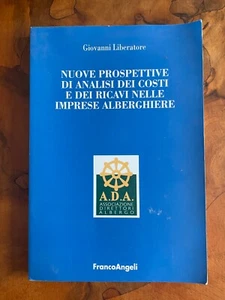 Giovanni Liberatore
NUOVE PROSPETTIVE
DI ANALISI DEI COSTI
E DEI RICAVI NELLE
IMPRESE ALBERGHIERE
A.D.A.
ASSOCIAZIONE
DIRETTORI
ALBERGO
FrancoAngeli